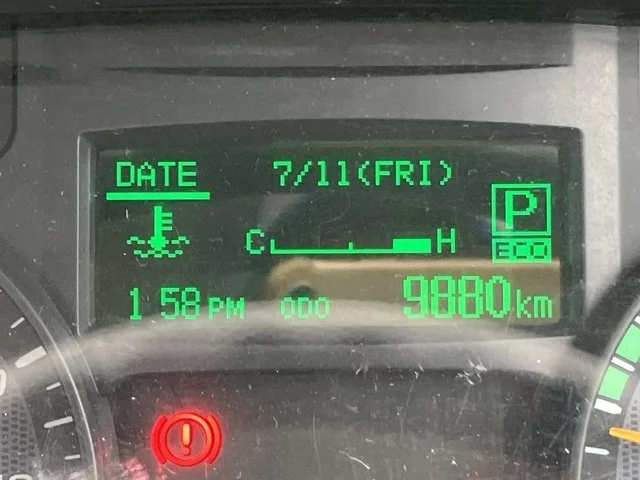 DATE 7/11(FRI)
P
C H
ECO
1 58 PM ODO 9880 km